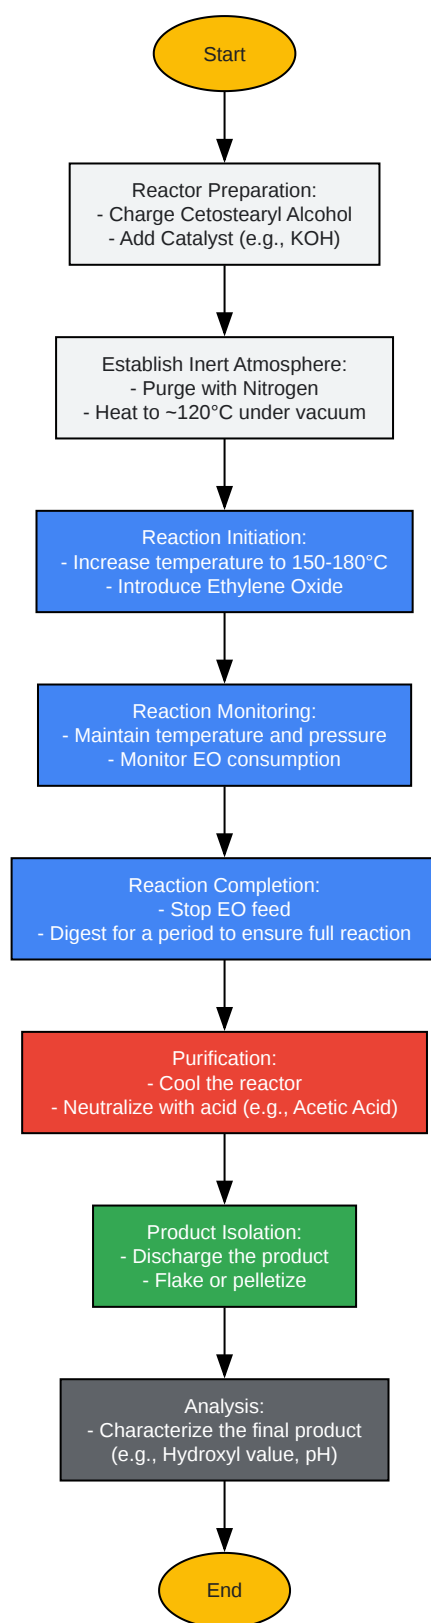 Start
Reactor Preparation:
- Charge Cetostearyl Alcohol
- Add Catalyst (e.g., KOH)
Establish Inert Atmosphere:
- Purge with Nitrogen
- Heat to ~120°C under vacuum
Reaction Initiation:
- Increase temperature to 150-180°C
- Introduce Ethylene Oxide
Reaction Monitoring:
- Maintain temperature and pressure
- Monitor EO consumption
Reaction Completion:
- Stop EO feed
- Digest for a period to ensure full reaction
Purification:
- Cool the reactor
- Neutralize with acid (e.g., Acetic Acid)
Product Isolation:
- Discharge the product
- Flake or pelletize
Analysis:
- Characterize the final product
(e.g., Hydroxyl value, pH)
End